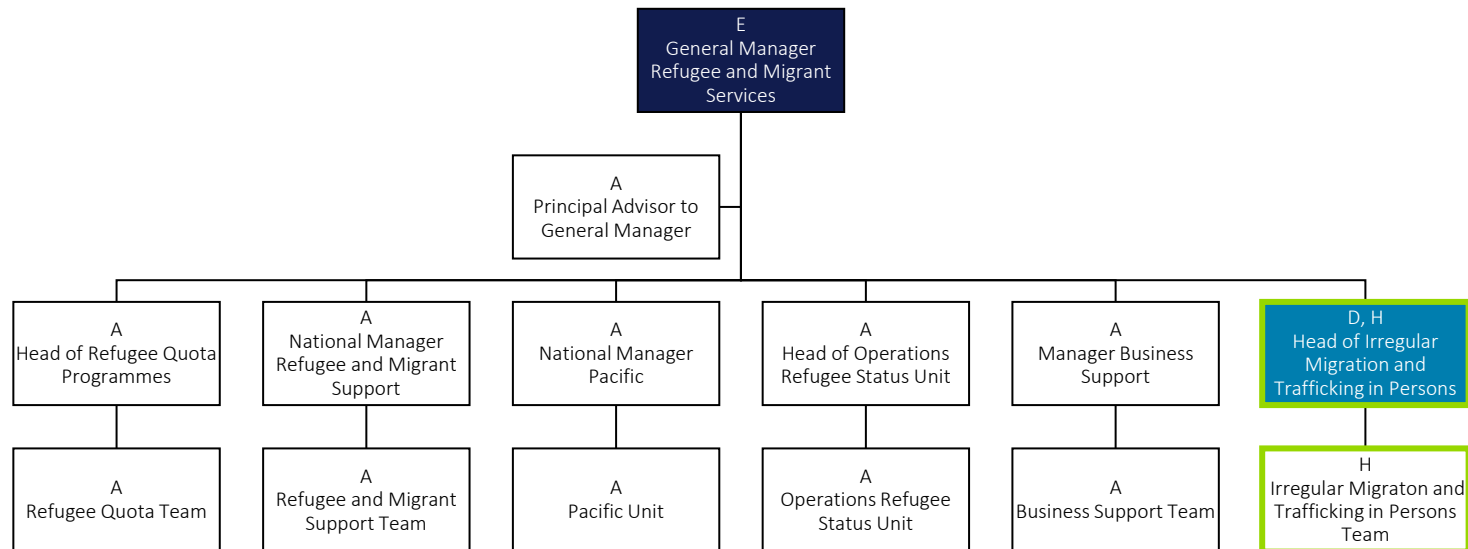 E
General Manager
Refugee and Migrant
Services
A
Principal Advisor to
General Manager
A
Head of Refugee Quota
Programmes
A
National Manager
Refugee and Migrant
Support
A
National Manager
Pacific
A
Head of Operations
Refugee Status Unit
A
Manager Business
Support
D, H
Head of Irregular
Migration and
Trafficking in Persons
A
Refugee Quota Team
A
Refugee and Migrant
Support Team
A
Pacific Unit
A
Operations Refugee
Status Unit
A
Business Support Team
H
Irregular Migraton and
Trafficking in Persons
Team